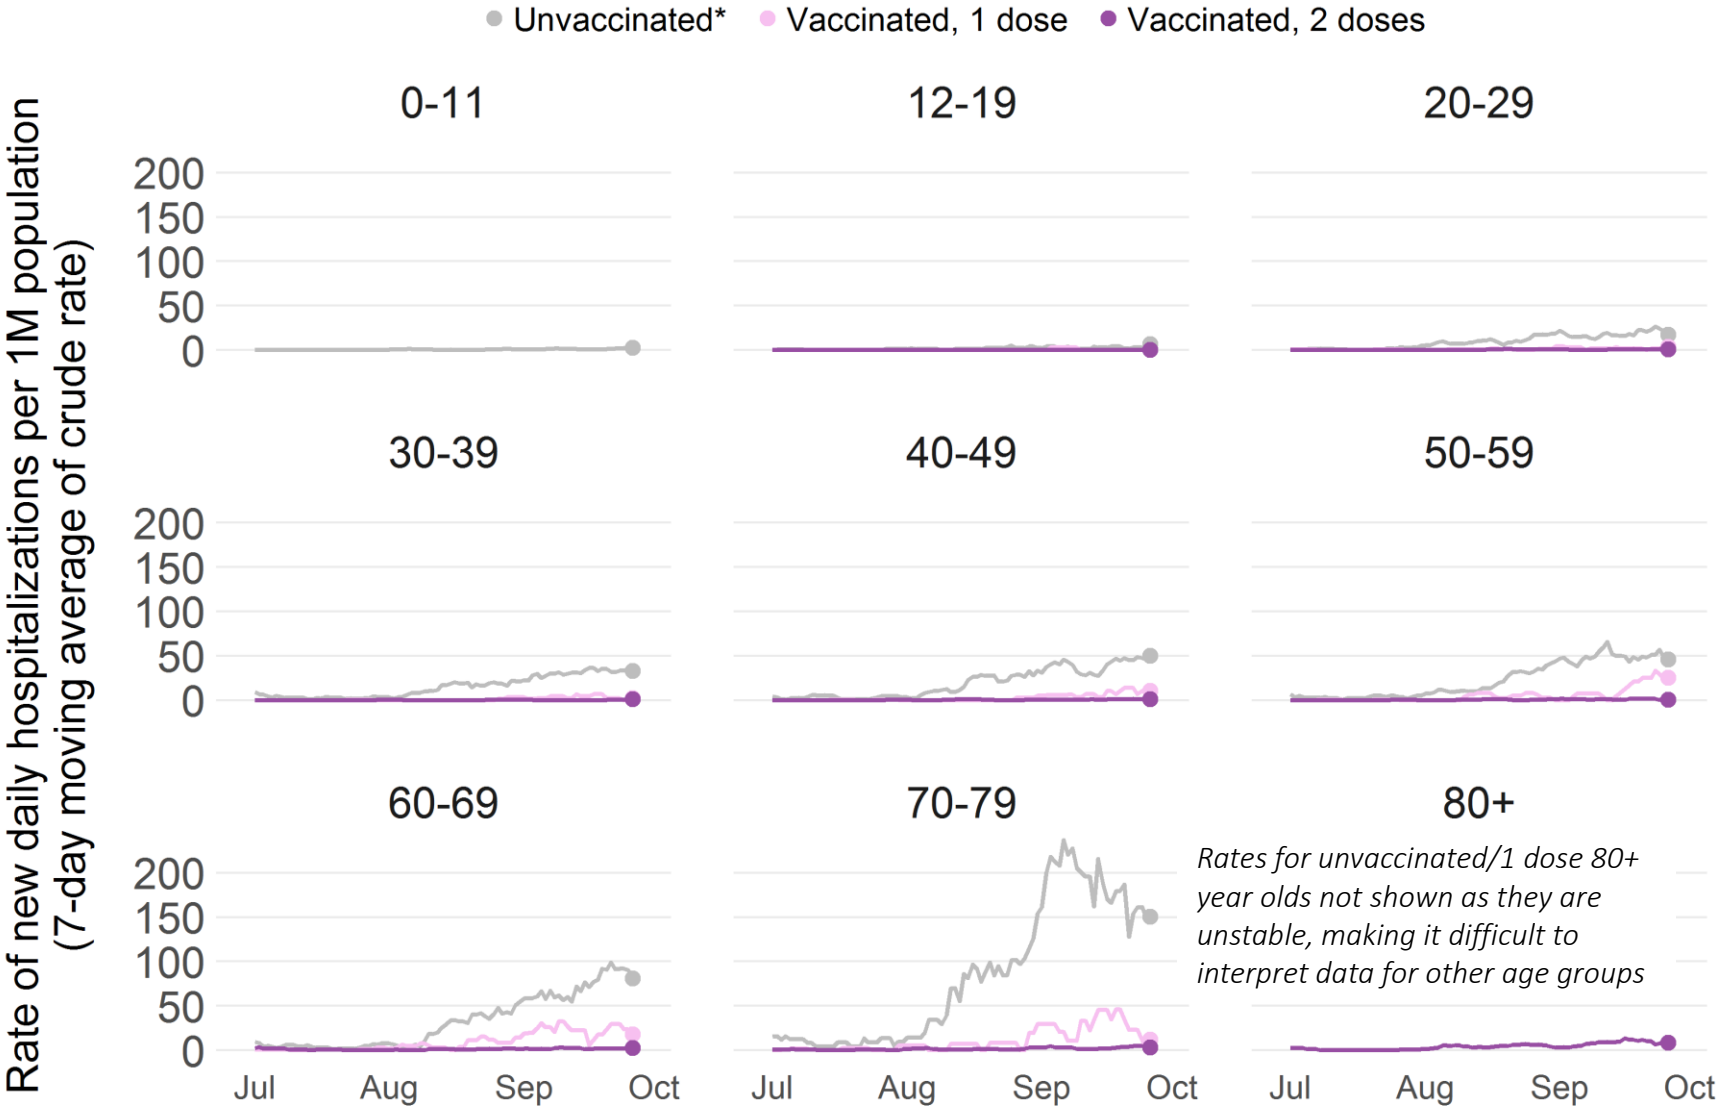 Unvaccinated* Vaccinated, 1 dose Vaccinated, 2 doses
Rate of new daily hospitalizations per 1M population
(7-day moving average of crude rate)
0-11 12-19 20-29
200
150
100
50
0
30-39 40-49 50-59
200
150
100
50
0
60-69 70-79 80+
Rates for unvaccinated/1 dose 80+
year olds not shown as they are
unstable, making it difficult to
interpret data for other age groups
200
150
100
50
0
Jul Aug Sep Oct Jul Aug Sep Oct Jul Aug Sep Oct